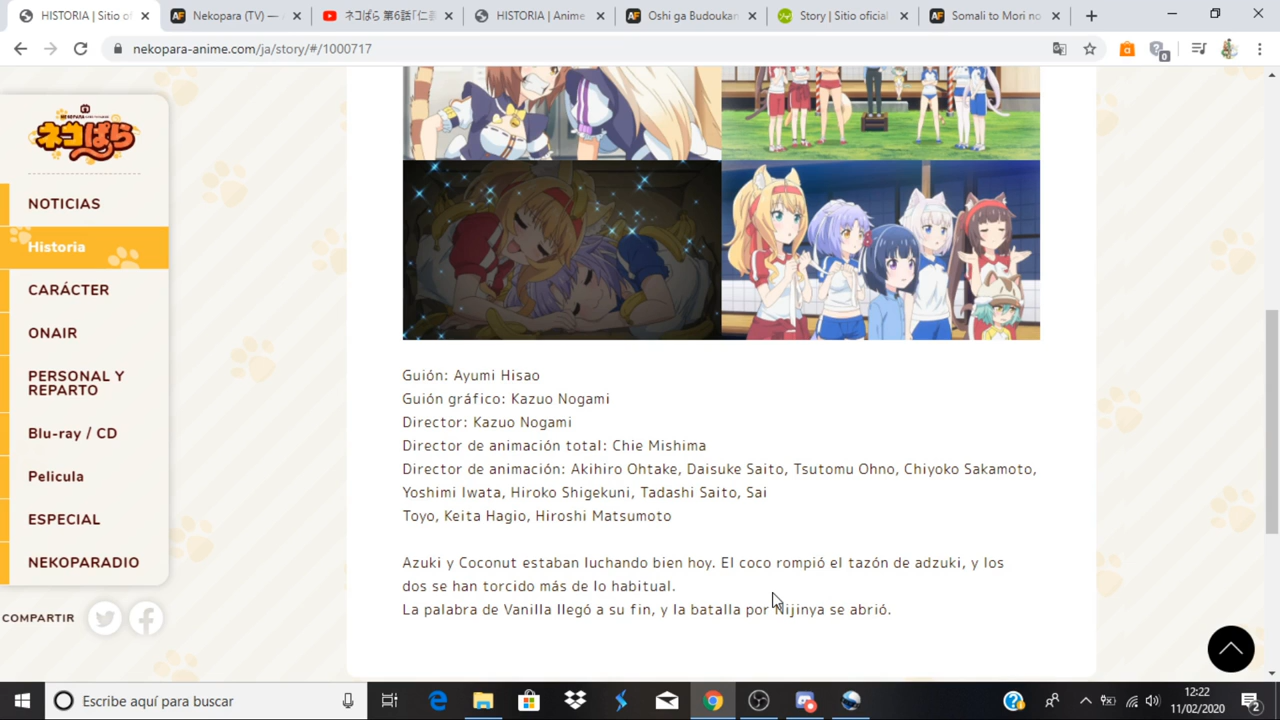 HISTORIA | Sitio of
Nekopara (TV) —
ネコぱら 第6話「仁義
HISTORIA | Anime
Oshi ga Budoukan
Story | Sitio oficial
Somali to Mori no
nekopara-anime.com/ja/story/#/1000717
0
ネコぱら
NOTICIAS
Historia
CARÁCTER
ONAIR
PERSONAL Y
REPARTO
Blu-ray / CD
Pelicula
ESPECIAL
NEKOPARADIO
COMPARTIR
Guión: Ayumi Hisao
Guión gráfico: Kazuo Nogami
Director: Kazuo Nogami
Director de animación total: Chie Mishima
Director de animación: Akihiro Ohtake, Daisuke Saito, Tsutomu Ohno, Chiyoko Sakamoto,
Yoshimi Iwata, Hiroko Shigekuni, Tadashi Saito, Sai
Toyo, Keita Hagio, Hiroshi Matsumoto
Azuki y Coconut estaban luchando bien hoy. El coco rompió el tazón de adzuki, y los
dos se han torcido más de lo habitual.
La palabra de Vanilla llegó a su fin, y la batalla por Nijinya se abrió.
Escribe aquí para buscar
12:22
11/02/2020
2